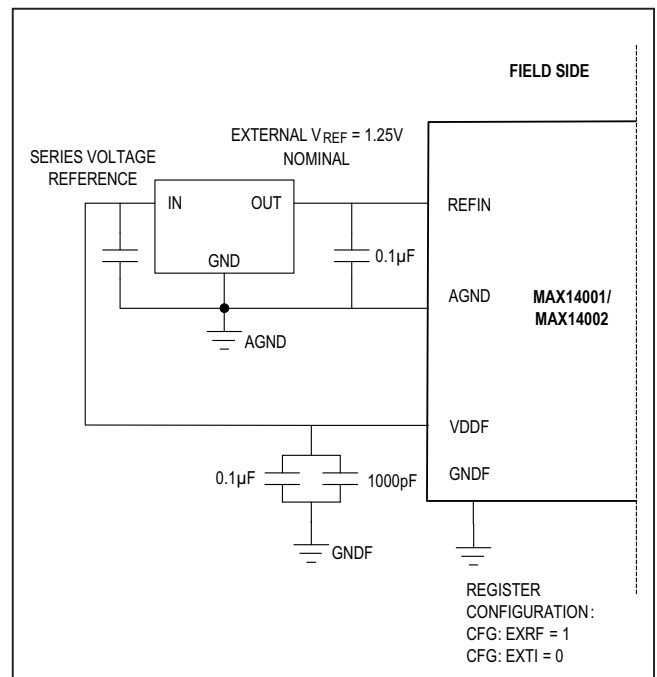 FIELD SIDE
EXTERNAL VREF = 1.25V
NOMINAL
SERIES VOLTAGE
REFERENCE
IN
OUT
GND
REFIN
0.1µF
AGND
AGND
MAX14001/
MAX14002
VDDF
GNDF
0.1µF
1000pF
GNDF
REGISTER
CONFIGURATION:
CFG: EXRF = 1
CFG: EXTI = 0